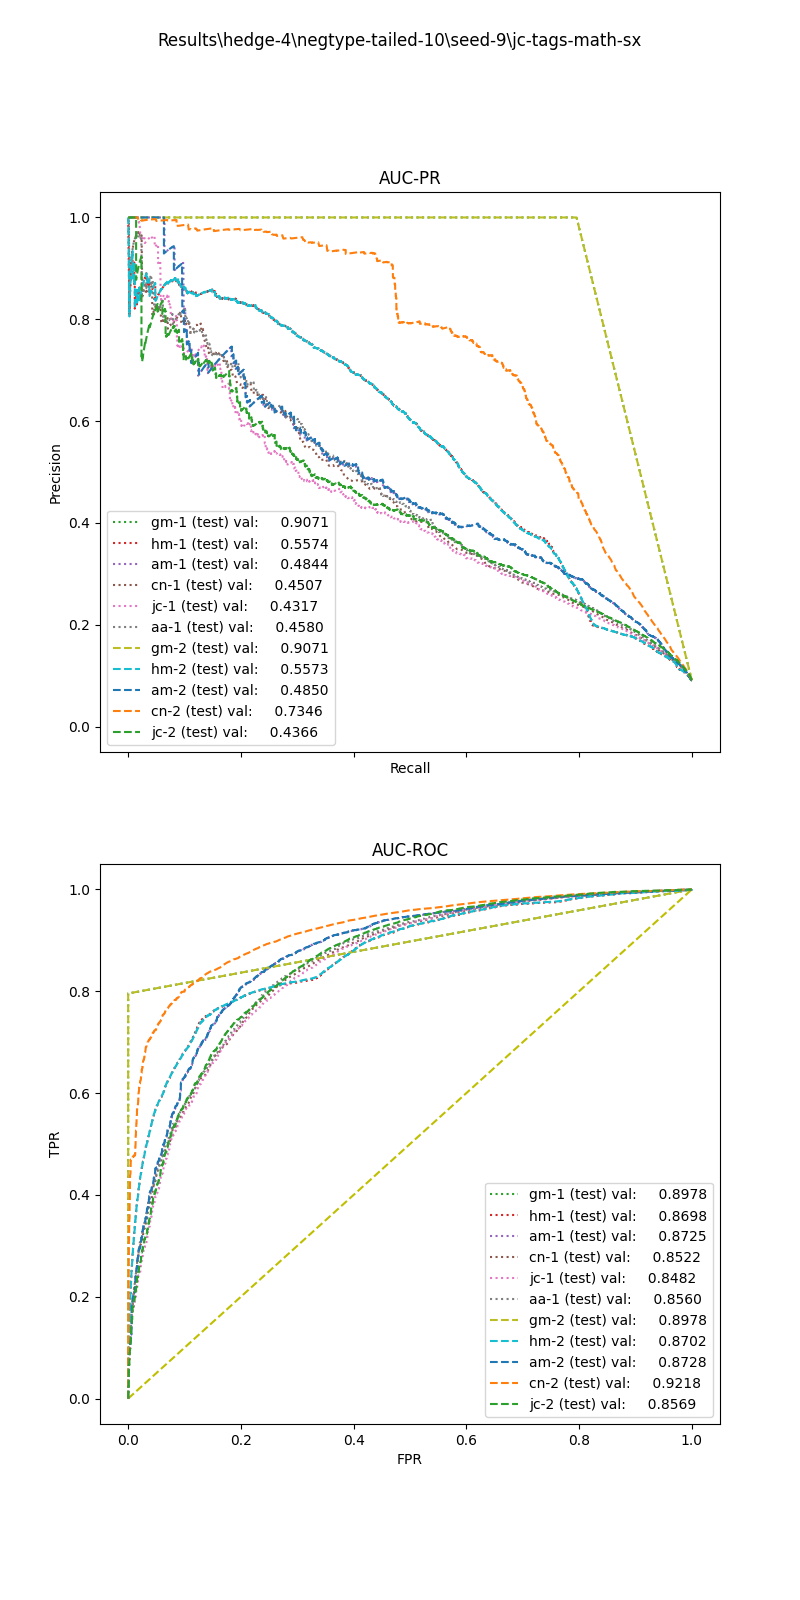 Results\hedge-4\negtype-tailed-10\seed-9\jc-tags-math-sx
AUC-PR
1.0
0.8
0.6
0.4
0.2
0.0
Precision
gm-1 (test) val: 0.9071
hm-1 (test) val: 0.5574
am-1 (test) val: 0.4844
cn-1 (test) val: 0.4507
jc-1 (test) val: 0.4317
aa-1 (test) val: 0.4580
gm-2 (test) val: 0.9071
hm-2 (test) val: 0.5573
am-2 (test) val: 0.4850
cn-2 (test) val: 0.7346
jc-2 (test) val: 0.4366
Recall
AUC-ROC
1.0
0.8
0.6
0.4
0.2
0.0
TPR
gm-1 (test) val: 0.8978
hm-1 (test) val: 0.8698
am-1 (test) val: 0.8725
cn-1 (test) val: 0.8522
jc-1 (test) val: 0.8482
aa-1 (test) val: 0.8560
gm-2 (test) val: 0.8978
hm-2 (test) val: 0.8702
am-2 (test) val: 0.8728
cn-2 (test) val: 0.9218
jc-2 (test) val: 0.8569
0.0 0.2 0.4 0.6 0.8 1.0
FPR